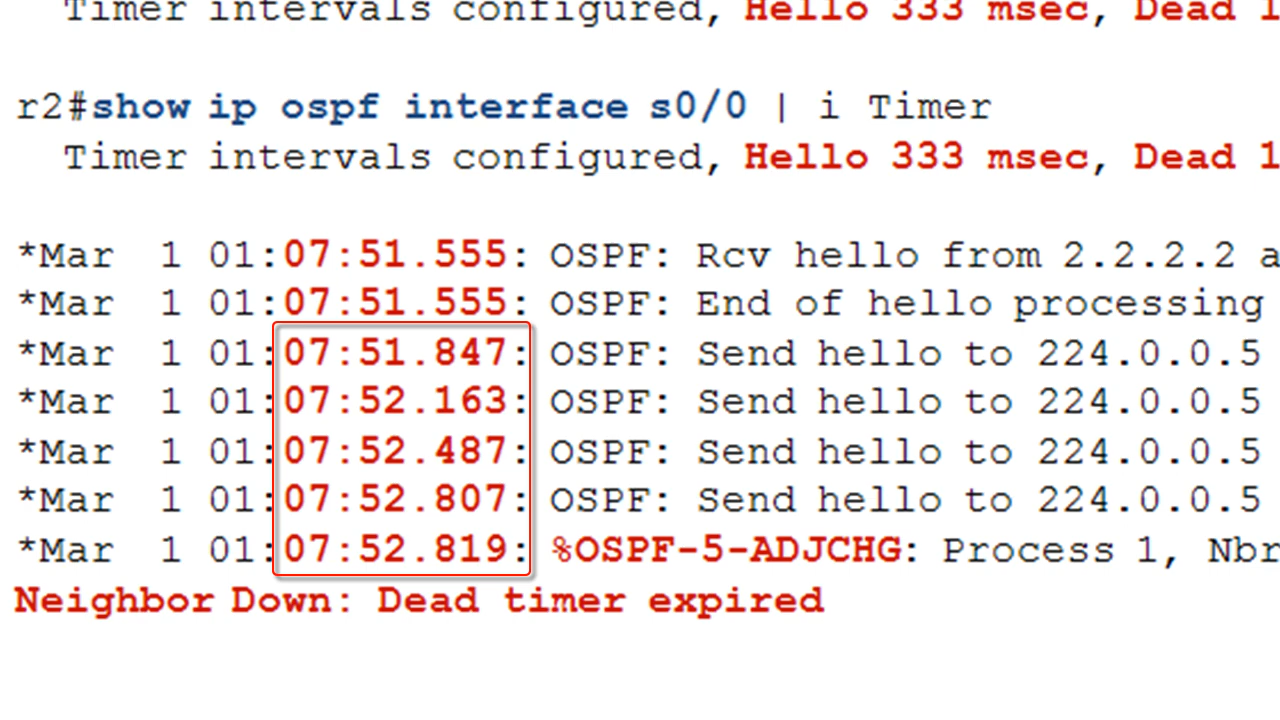 Timer intervals configured, Hello 333 msec, Dead 1
r2#show ip ospf interface s0/0 | i Timer
Timer intervals configured, Hello 333 msec, Dead 1
*Mar 1 01:07:51.555: OSPF: Rcv hello from 2.2.2.2 a
*Mar 1 01:07:51.555: OSPF: End of hello processing
*Mar 1 01:07:51.847: OSPF: Send hello to 224.0.0.5
*Mar 1 01:07:52.163: OSPF: Send hello to 224.0.0.5
*Mar 1 01:07:52.487: OSPF: Send hello to 224.0.0.5
*Mar 1 01:07:52.807: OSPF: Send hello to 224.0.0.5
*Mar 1 01:07:52.819: %OSPF-5-ADJCHG: Process 1, Nbr
Neighbor Down: Dead timer expired